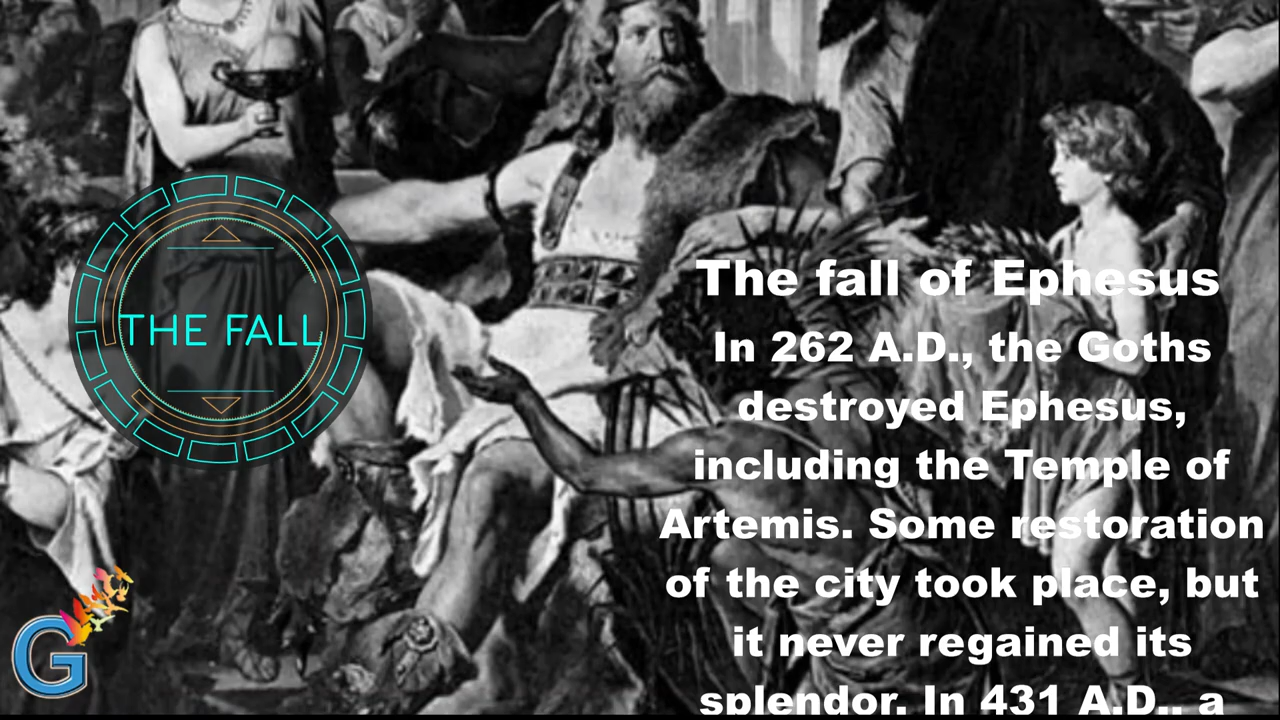 THE FALL
The fall of Ephesus
In 262 A.D., the Goths
destroyed Ephesus,
including the Temple of
Artemis. Some restoration
of the city took place, but
it never regained its
splendor. In 431 A.D., a
G